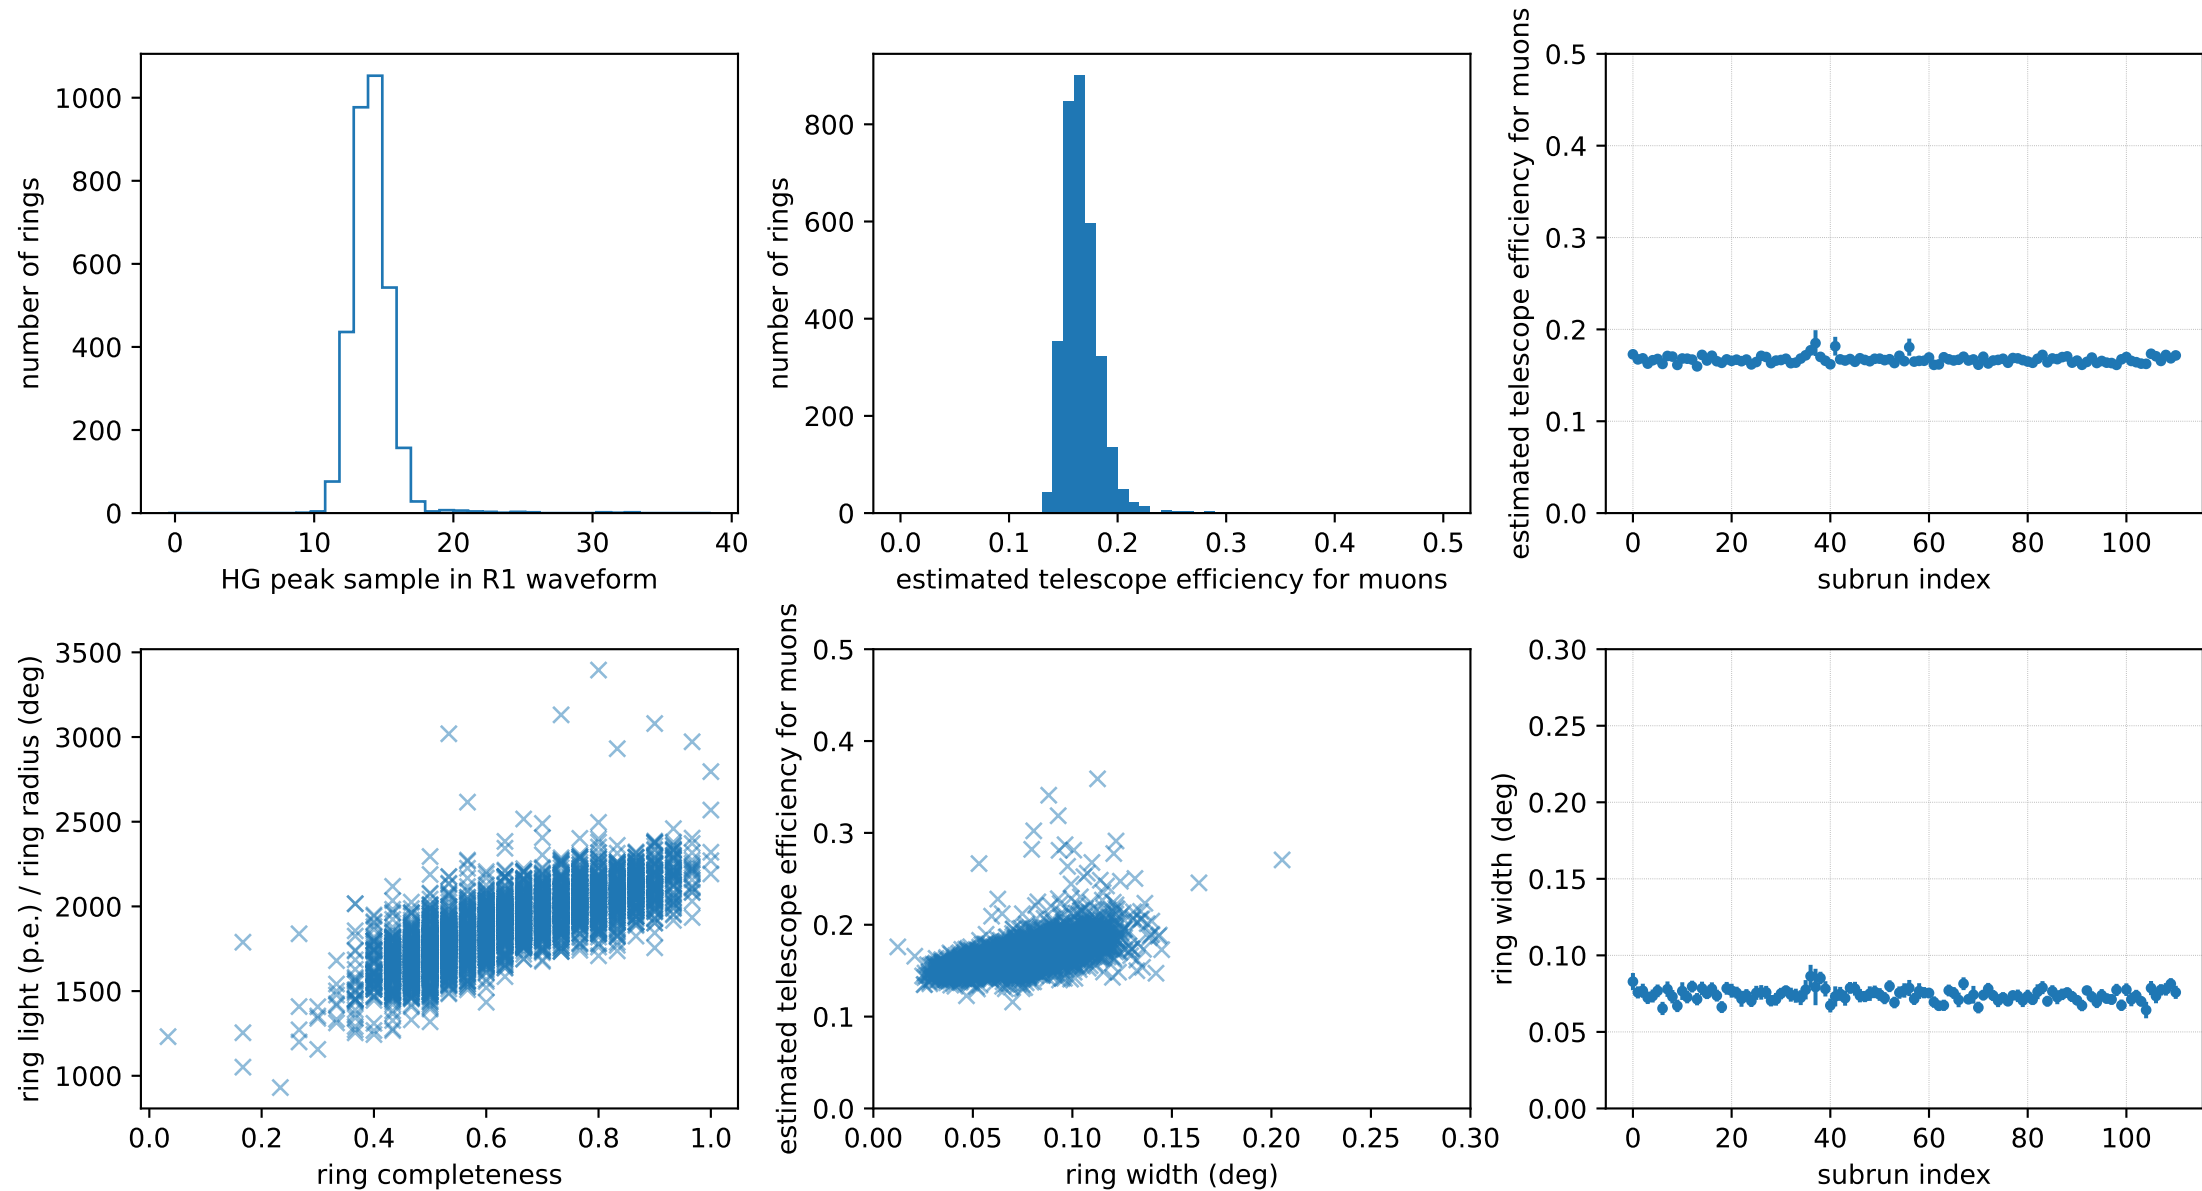 number of rings
1000
800
600
400
200
0
0 10 20 30 40
HG peak sample in R1 waveform
number of rings
800
600
400
200
0
0.0 0.1 0.2 0.3 0.4 0.5
estimated telescope efficiency for muons
estimated telescope efficiency for muons
0.5
0.4
0.3
0.2
0.1
0.0
0 20 40 60 80 100
subrun index
ring light (p.e.) / ring radius (deg)
3500
3000
2500
2000
1500
1000
0.0 0.2 0.4 0.6 0.8 1.0
ring completeness
estimated telescope efficiency for muons
0.5
0.4
0.3
0.2
0.1
0.0
0.00 0.05 0.10 0.15 0.20 0.25 0.30
ring width (deg)
ring width (deg)
0.30
0.25
0.20
0.15
0.10
0.05
0.00
0 20 40 60 80 100
subrun index